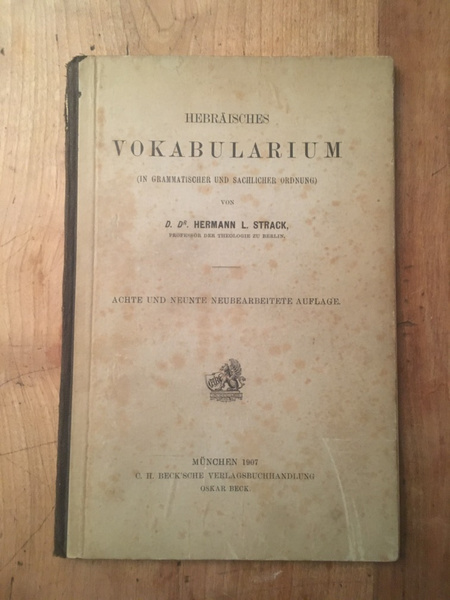 HEBRÄISCHES
VOKABULARIUM
(IN GRAMMATISCHER UND SACHLICHER ORDNUNG)
VON
D. DR. HERMANN L. STRACK,
PROFESSOR DER THEOLOGIE ZU BERLIN.
ACHTE UND NEUNTE NEUBEARBEITETE AUFLAGE.
MÜNCHEN 1907
C. H. BECK'SCHE VERLAGSBUCHHANDLUNG
OSKAR BECK.